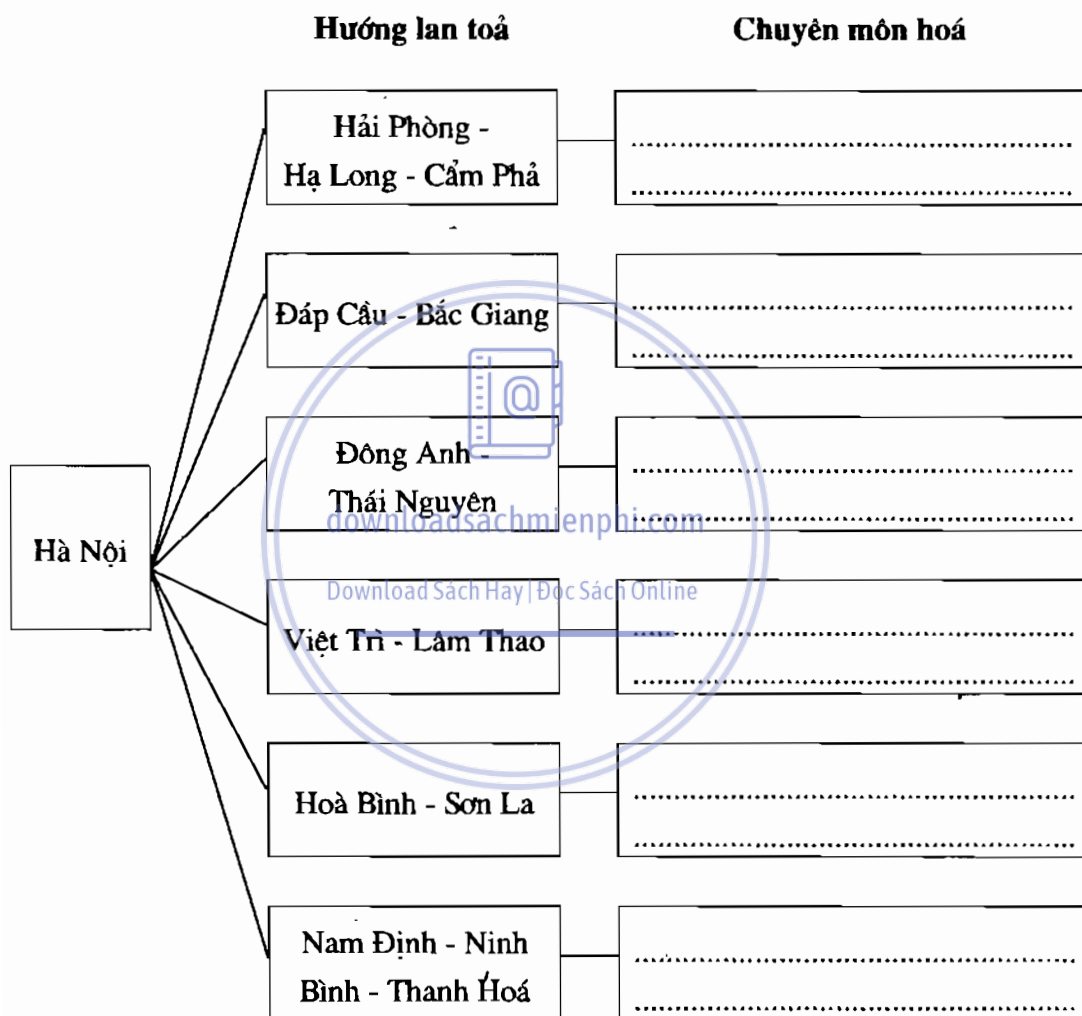 Hướng lan toả
Chuyên môn hoá
Hải Phòng -
Hạ Long - Cẩm Phả
Đáp Cầu - Bắc Giang
@
Đông Anh -
Thái Nguyên
downloadsachmienphi.com
Hà Nội
Download Sách Hay | Đọc Sách Online
Việt Trì - Lâm Thao
Hoà Bình - Sơn La
Nam Định - Ninh
Bình - Thanh Hoá